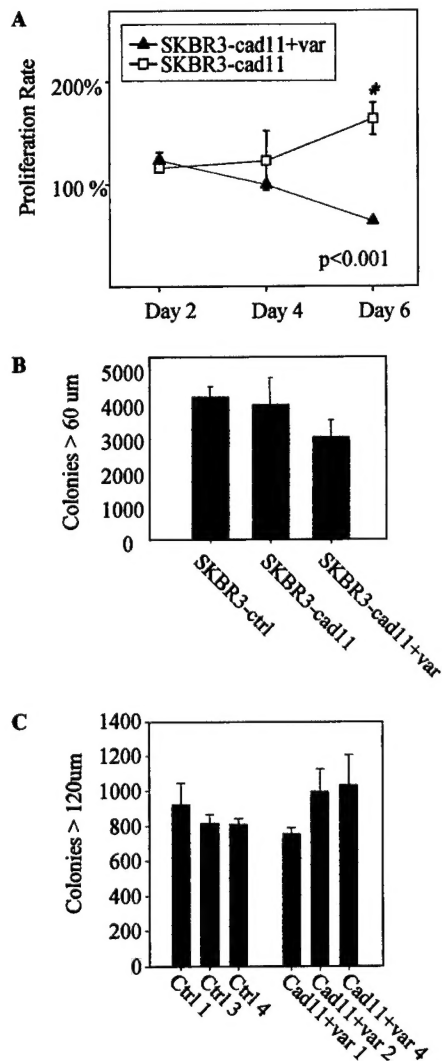 A
SKBR3-cad11+var
SKBR3-cad11
Proliferation Rate
200%
100 %
#
p<0.001
Day 2
Day 4
Day 6
B
Colonies > 60 um
5000
4000
3000
2000
1000
0
SKBR3-ctrl
SKBR3-cad11
SKBR3-cad11+var
C
Colonies > 120um
1400
1200
1000
800
600
400
200
0
Ctrl 1
Ctrl 3
Ctrl 4
Cad11+var 1
Cad11+var 2
Cad11+var 4